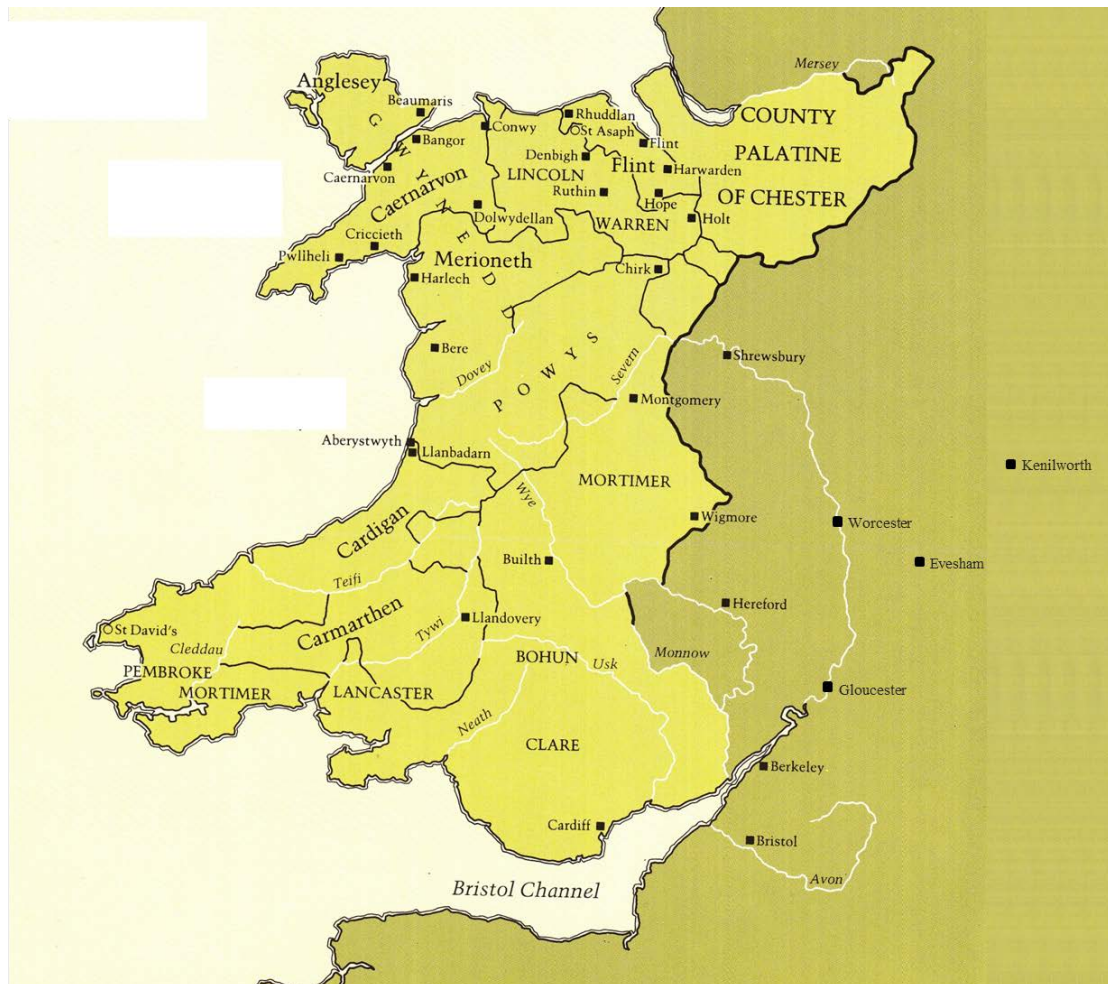 Mersey
Anglesey
Beaumaris
Rhuddlan
COUNTY
Conwy
St Asaph
Bangor
Flint
Denbigh
PALATINE
Caernarvon
LINCOLN
Flint
Harwarden
GWYNEDD
Caernarvon
Ruthin
Hope
OF CHESTER
Dolwydellan
WARREN
Holt
Criccieth
Pwllheli
Merioneth
Chirk
Harlech
Bere
Dovey
POWYS
Severn
Shrewsbury
Montgomery
Aberystwyth
Llanbadarn
Kenilworth
MORTIMER
Wye
Wigmore
Worcester
Cardigan
Builth
Evesham
Teifi
Hereford
Carmarthen
Llandovery
St David's
Tywi
Cleddau
BOHUN
Usk
Monnow
PEMBROKE
MORTIMER
LANCASTER
Gloucester
Neath
CLARE
Berkeley
Cardiff
Bristol
Avon
Bristol Channel